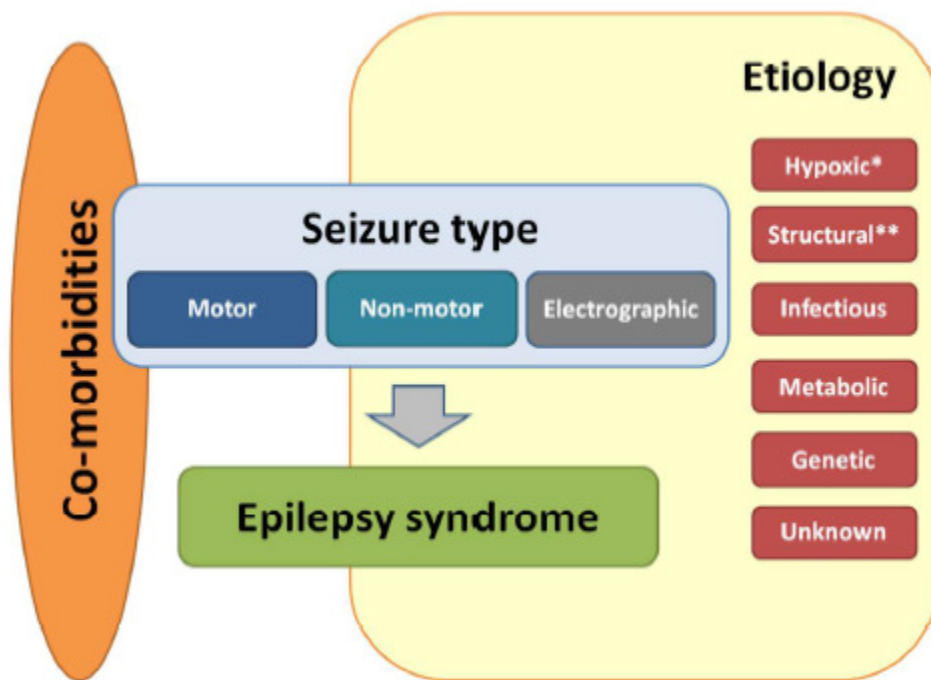 Co-morbidities
Seizure type
Motor
Non-motor
Electrographic
Epilepsy syndrome
Etiology
Hypoxic*
Structural**
Infectious
Metabolic
Genetic
Unknown